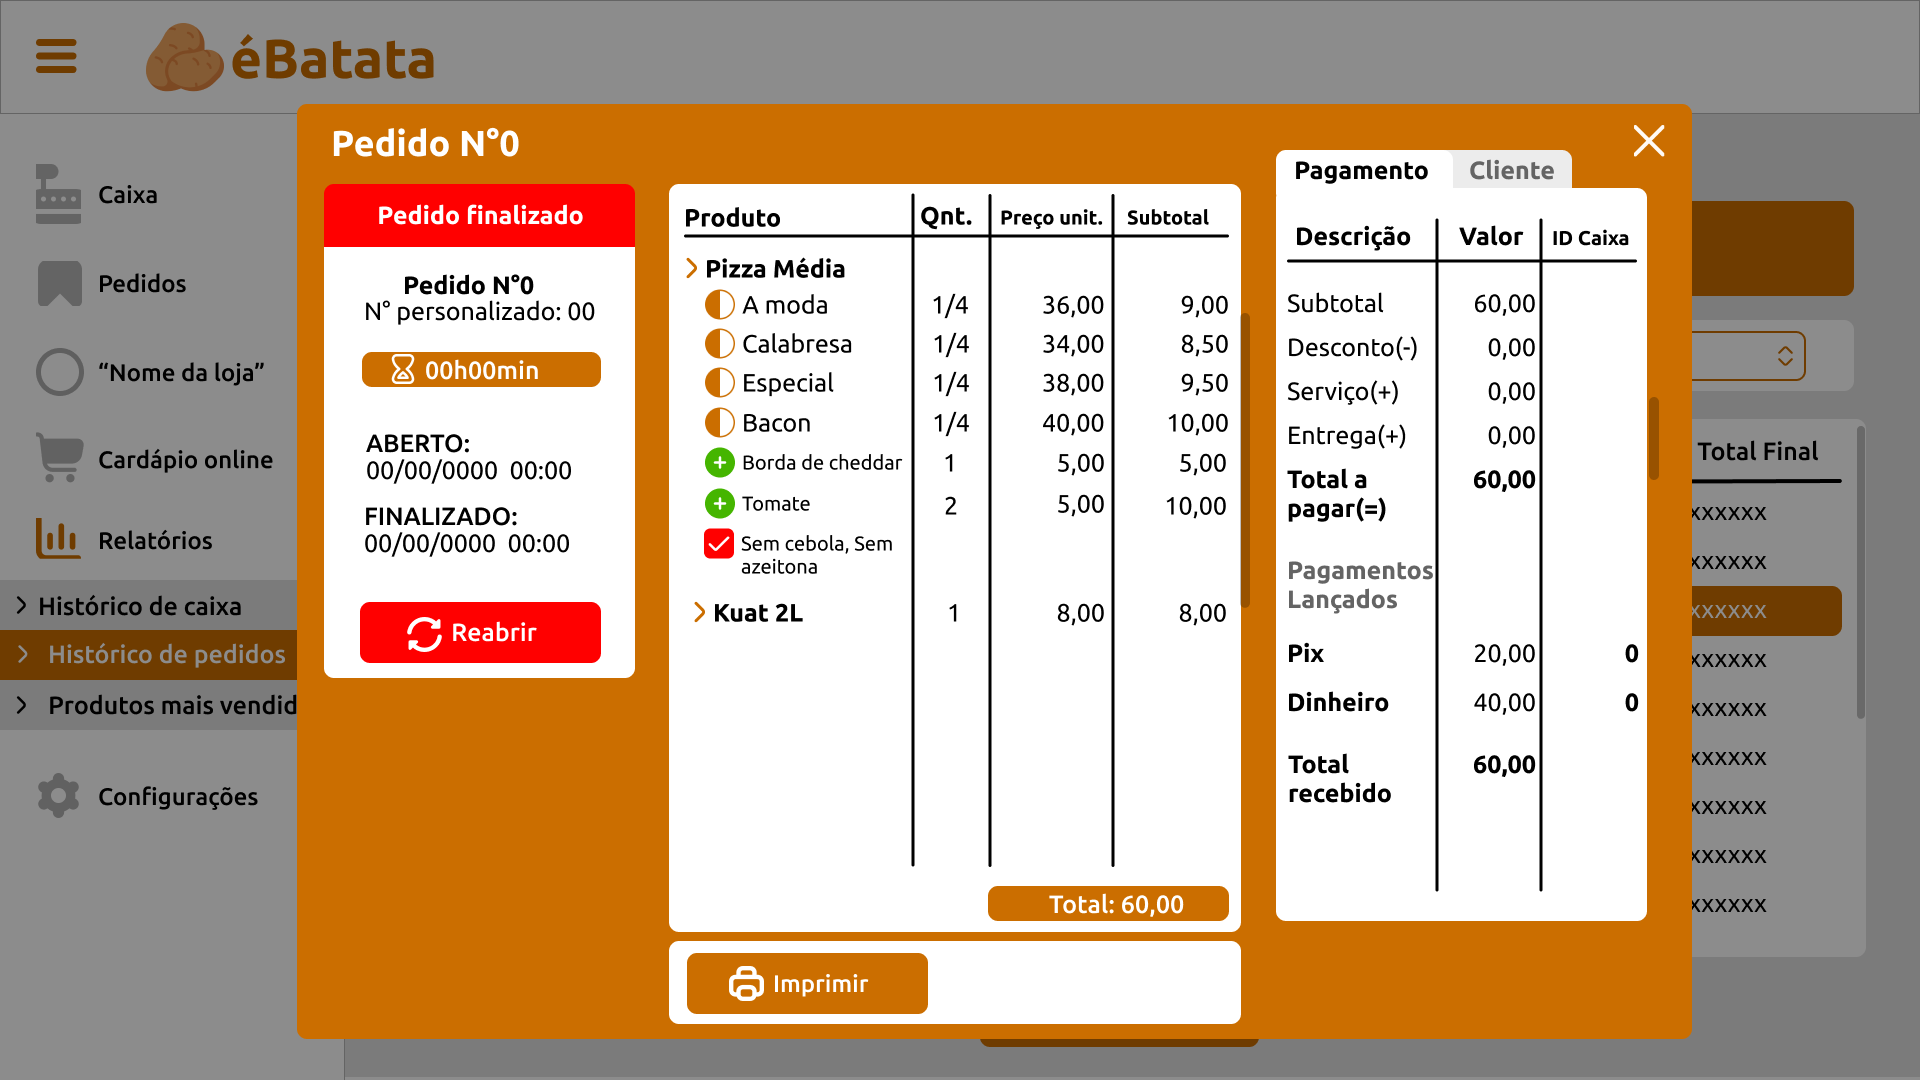 éBatata
Caixa
Pedidos
“Nome da loja”
Cardápio online
Relatórios
Histórico de caixa
Histórico de pedidos
Produtos mais vendid
Configurações
Pedido N°0
Pedido finalizado
Pedido N°0
N° personalizado: 00
00h00min
ABERTO:
00/00/0000 00:00
FINALIZADO:
00/00/0000 00:00
Reabrir
Produto Qnt. Preço unit. Subtotal
Pizza Média
A moda 1/4 36,00 9,00
Calabresa 1/4 34,00 8,50
Especial 1/4 38,00 9,50
Bacon 1/4 40,00 10,00
Borda de cheddar 1 5,00 5,00
Tomate 2 5,00 10,00
Sem cebola, Sem
azeitona
Kuat 2L 1 8,00 8,00
Total: 60,00
Imprimir
Pagamento Cliente
Descrição Valor ID Caixa
Subtotal 60,00
Desconto(-) 0,00
Serviço(+) 0,00
Entrega(+) 0,00
Total a 60,00
pagar(=)
Pagamentos
Lançados
Pix 20,00 0
Dinheiro 40,00 0
Total 60,00
recebido
Total Final
xxxxxx
xxxxxx
xxxxxx
xxxxxx
xxxxxx
xxxxxx
xxxxxx
xxxxxx
xxxxxx